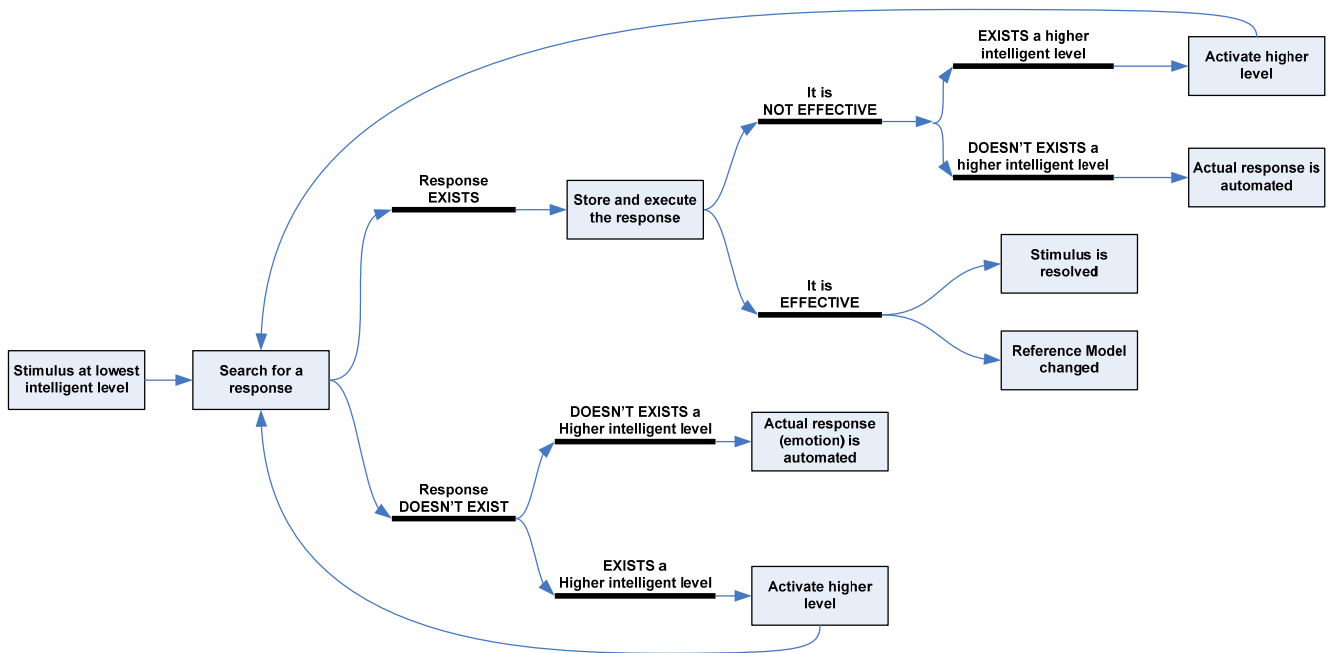 EXISTS a higher
intelligent level
Activate higher
level
It is
NOT EFFECTIVE
DOESN'T EXISTS a
higher intelligent level
Actual response is
automated
Response
EXISTS
Store and execute
the response
Stimulus is
resolved
It is
EFFECTIVE
Reference Model
changed
Stimulus at lowest
intelligent level
Search for a
response
DOESN'T EXISTS a
Higher intelligent level
Actual response
(emotion) is
automated
Response
DOESN'T EXIST
EXISTS a
Higher intelligent level
Activate higher
level